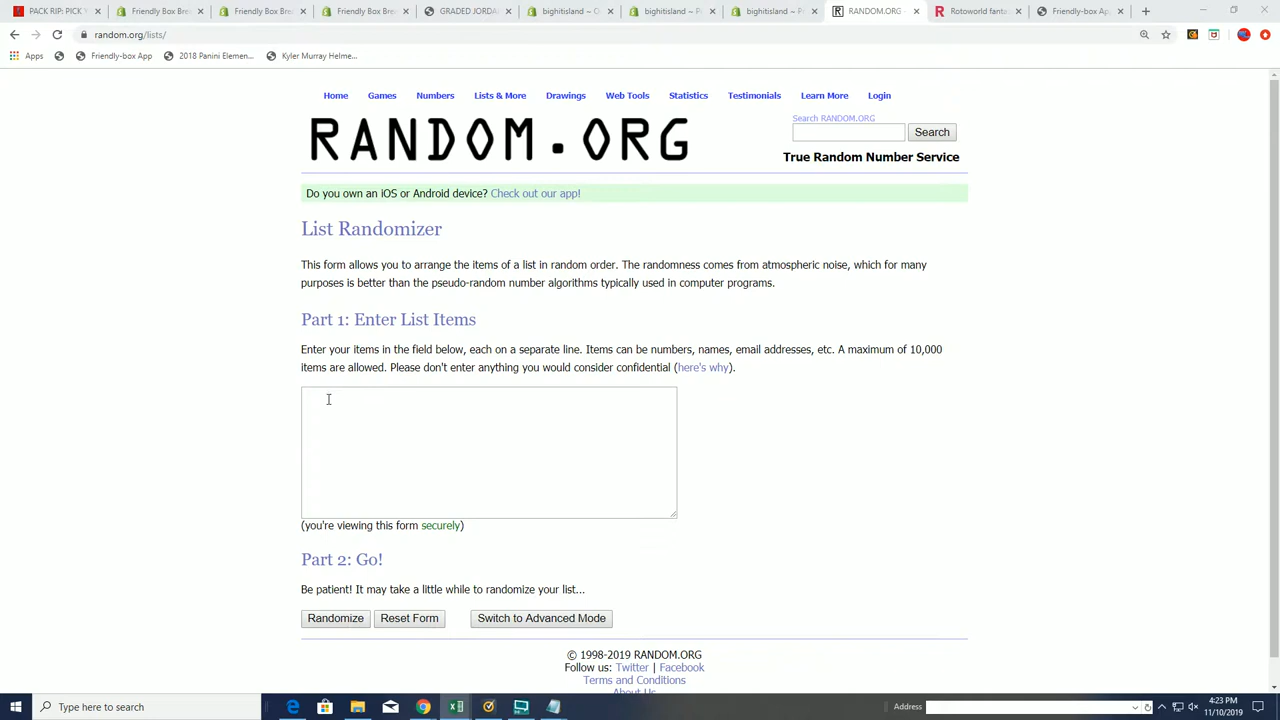 PACK RIP: PICK Y
Friendly Box Bre
Friendly Box Bre
Friendly Box Bre
GRADED JORDA
bighitisland ~ O
bighitisland ~ P
bighitisland ~ P
RANDOM.ORG -
Rotoworld fanta
Friendly-box Ap
random.org/lists/
Apps
Friendly-box App
2018 Panini Elemen...
Kyler Murray Helme...
Home
Games
Numbers
Lists & More
Drawings
Web Tools
Statistics
Testimonials
Learn More
Login
RANDOM.ORG
Search RANDOM.ORG
Search
True Random Number Service
Do you own an iOS or Android device? Check out our app!
List Randomizer
This form allows you to arrange the items of a list in random order. The randomness comes from atmospheric noise, which for many
purposes is better than the pseudo-random number algorithms typically used in computer programs.
Part 1: Enter List Items
Enter your items in the field below, each on a separate line. Items can be numbers, names, email addresses, etc. A maximum of 10,000
items are allowed. Please don't enter anything you would consider confidential (here's why).
(you're viewing this form securely)
Part 2: Go!
Be patient! It may take a little while to randomize your list...
Randomize
Reset Form
Switch to Advanced Mode
© 1998-2019 RANDOM.ORG
Follow us: Twitter | Facebook
Terms and Conditions
About Us
Type here to search
Address
4:23 PM
11/10/2019